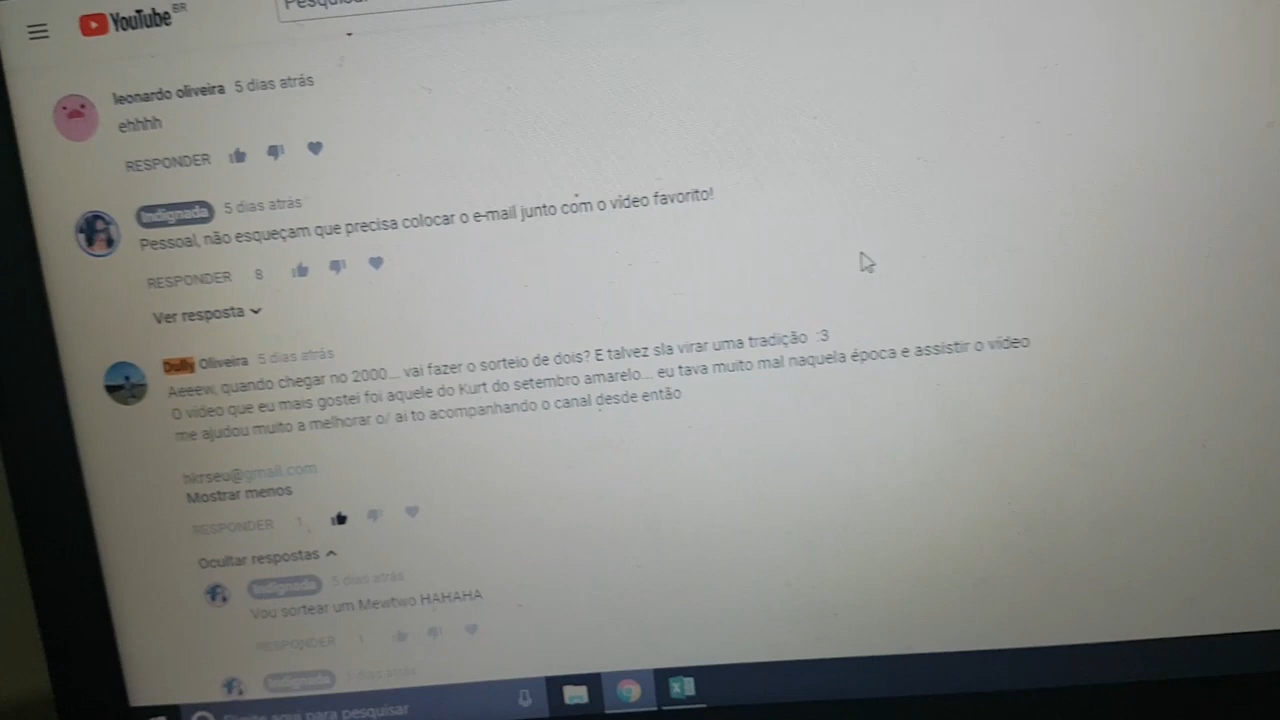 YouTube BR
leonardo oliveira 5 dias atrás
ehhhh
RESPONDER
Indignada 5 dias atrás
Pessoal, não esqueçam que precisa colocar o e-mail junto com o vídeo favorito!
RESPONDER 8
Ver resposta
Dully Oliveira 5 dias atrás
Aeeew, quando chegar no 2000... vai fazer o sorteio de dois? E talvez sla virar uma tradição :3
O video que eu mais gostei foi aquele do Kurt do setembro amarelo... eu tava muito mal naquela época e assistir o vídeo
me ajudou muito a melhorar o/ ai to acompanhando o canal desde então
hkrseu@gmail.com
Mostrar menos
RESPONDER 1
Ocultar respostas
Indignada 5 dias atrás
Vou sortear um Mewtwo HAHAHA
RESPONDER 1
Indignada dias atrás
aqui para pesquisar